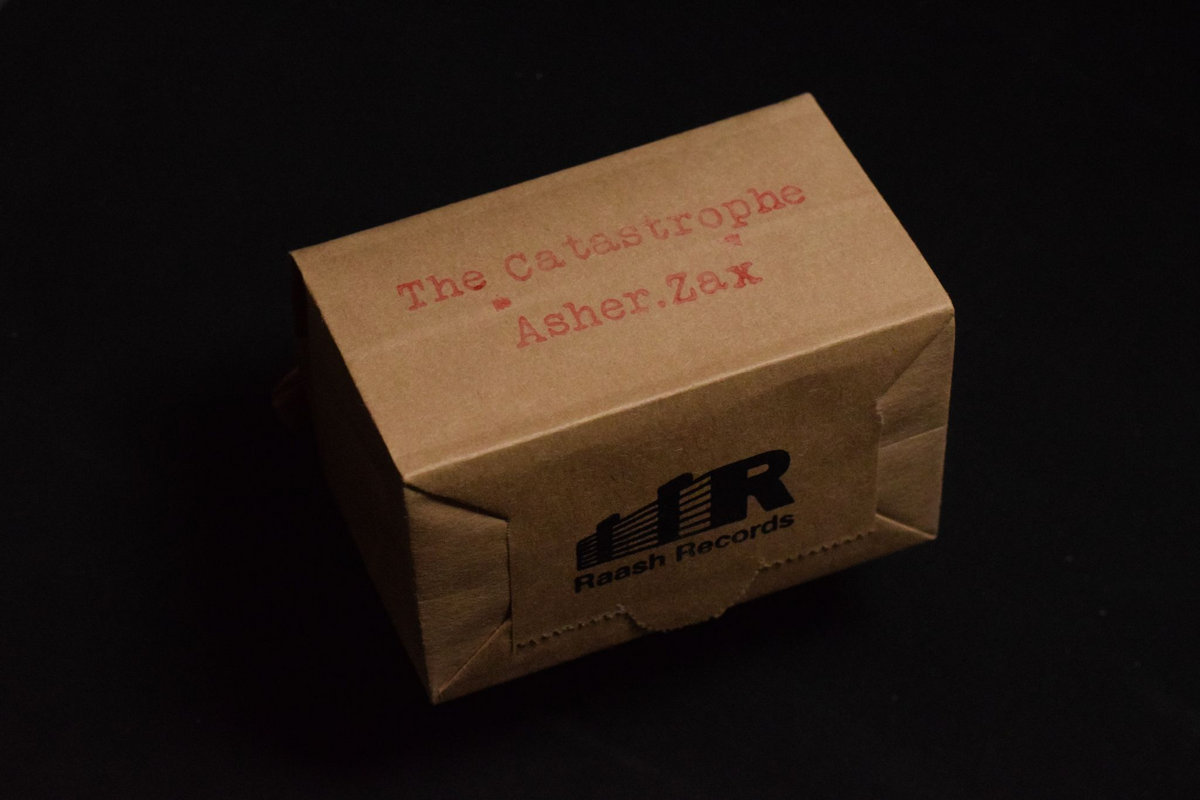 The Catastrophe
Asher.Zax
R
Raash Records